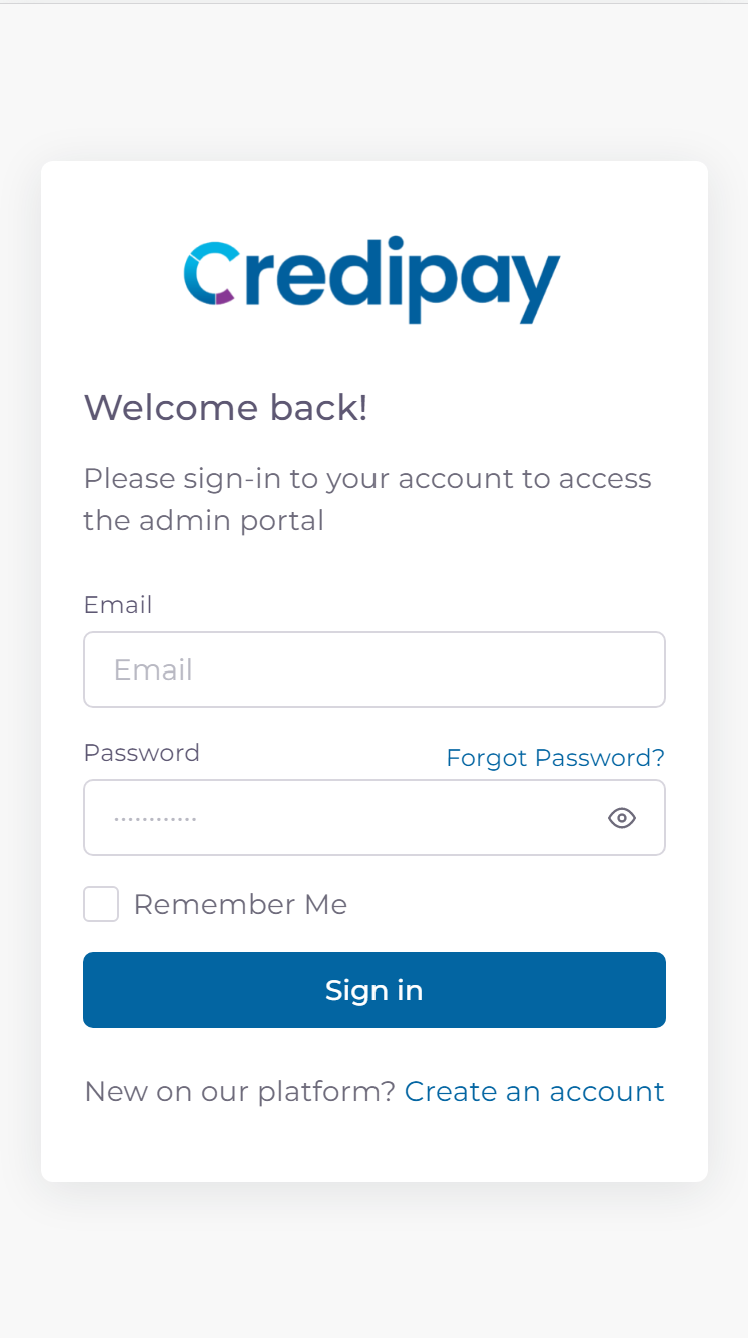 Credipay
Welcome back!
Please sign-in to your account to access
the admin portal
Email
Email
Password
Forgot Password?
············
Remember Me
Sign in
New on our platform? Create an account